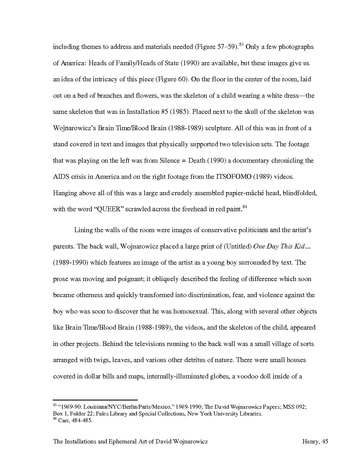 including themes to address and materials needed (Figure 57-59).83 Only a few photographs
of America: Heads of Family/Heads of State (1990) are available, but these images give us
an idea of the intricacy of this piece (Figure 60). On the floor in the center of the room, laid
out on a bed of branches and flowers, was the skeleton of a child wearing a white dress—the
same skeleton that was in Installation #5 (1985). Placed next to the skull of the skeleton was
Wojnarowicz's Brain Time/Blood Brain (1988-1989) sculpture. All of this was in front of a
stand covered in text and images that physically supported two television sets. The footage
that was playing on the left was from Silence = Death (1990) a documentary chronicling the
AIDS crisis in America and on the right footage from the ITSOFOMO (1989) videos.
Hanging above all of this was a large and crudely assembled papier-mâché head, blindfolded,
with the word “QUEER” scrawled across the forehead in red paint.84
Lining the walls of the room were images of conservative politicians and the artist's
parents. The back wall, Wojnarowicz placed a large print of (Untitled) One Day This Kid...
(1989-1990) which features an image of the artist as a young boy surrounded by text. The
prose was moving and poignant; it obliquely described the feeling of difference which soon
became otherness and quickly transformed into discrimination, fear, and violence against the
boy who was soon to discover that he was homosexual. This, along with several other objects
like Brain Time/Blood Brain (1988-1989), the videos, and the skeleton of the child, appeared
in other projects. Behind the televisions running to the back wall was a small village of sorts
arranged with twigs, leaves, and various other detritus of nature. There were small houses
covered in dollar bills and maps, internally-illuminated globes, a voodoo doll inside of a
83 “1989-90: Louisiana/NYC/Berlin/Paris/Mexico,” 1989-1990; The David Wojnarowicz Papers; MSS 092;
Box 1, Folder 22; Fales Library and Special Collections, New York University Libraries.
84 Carr, 484-485.
The Installations and Ephemeral Art of David Wojnarowicz Henry, 45